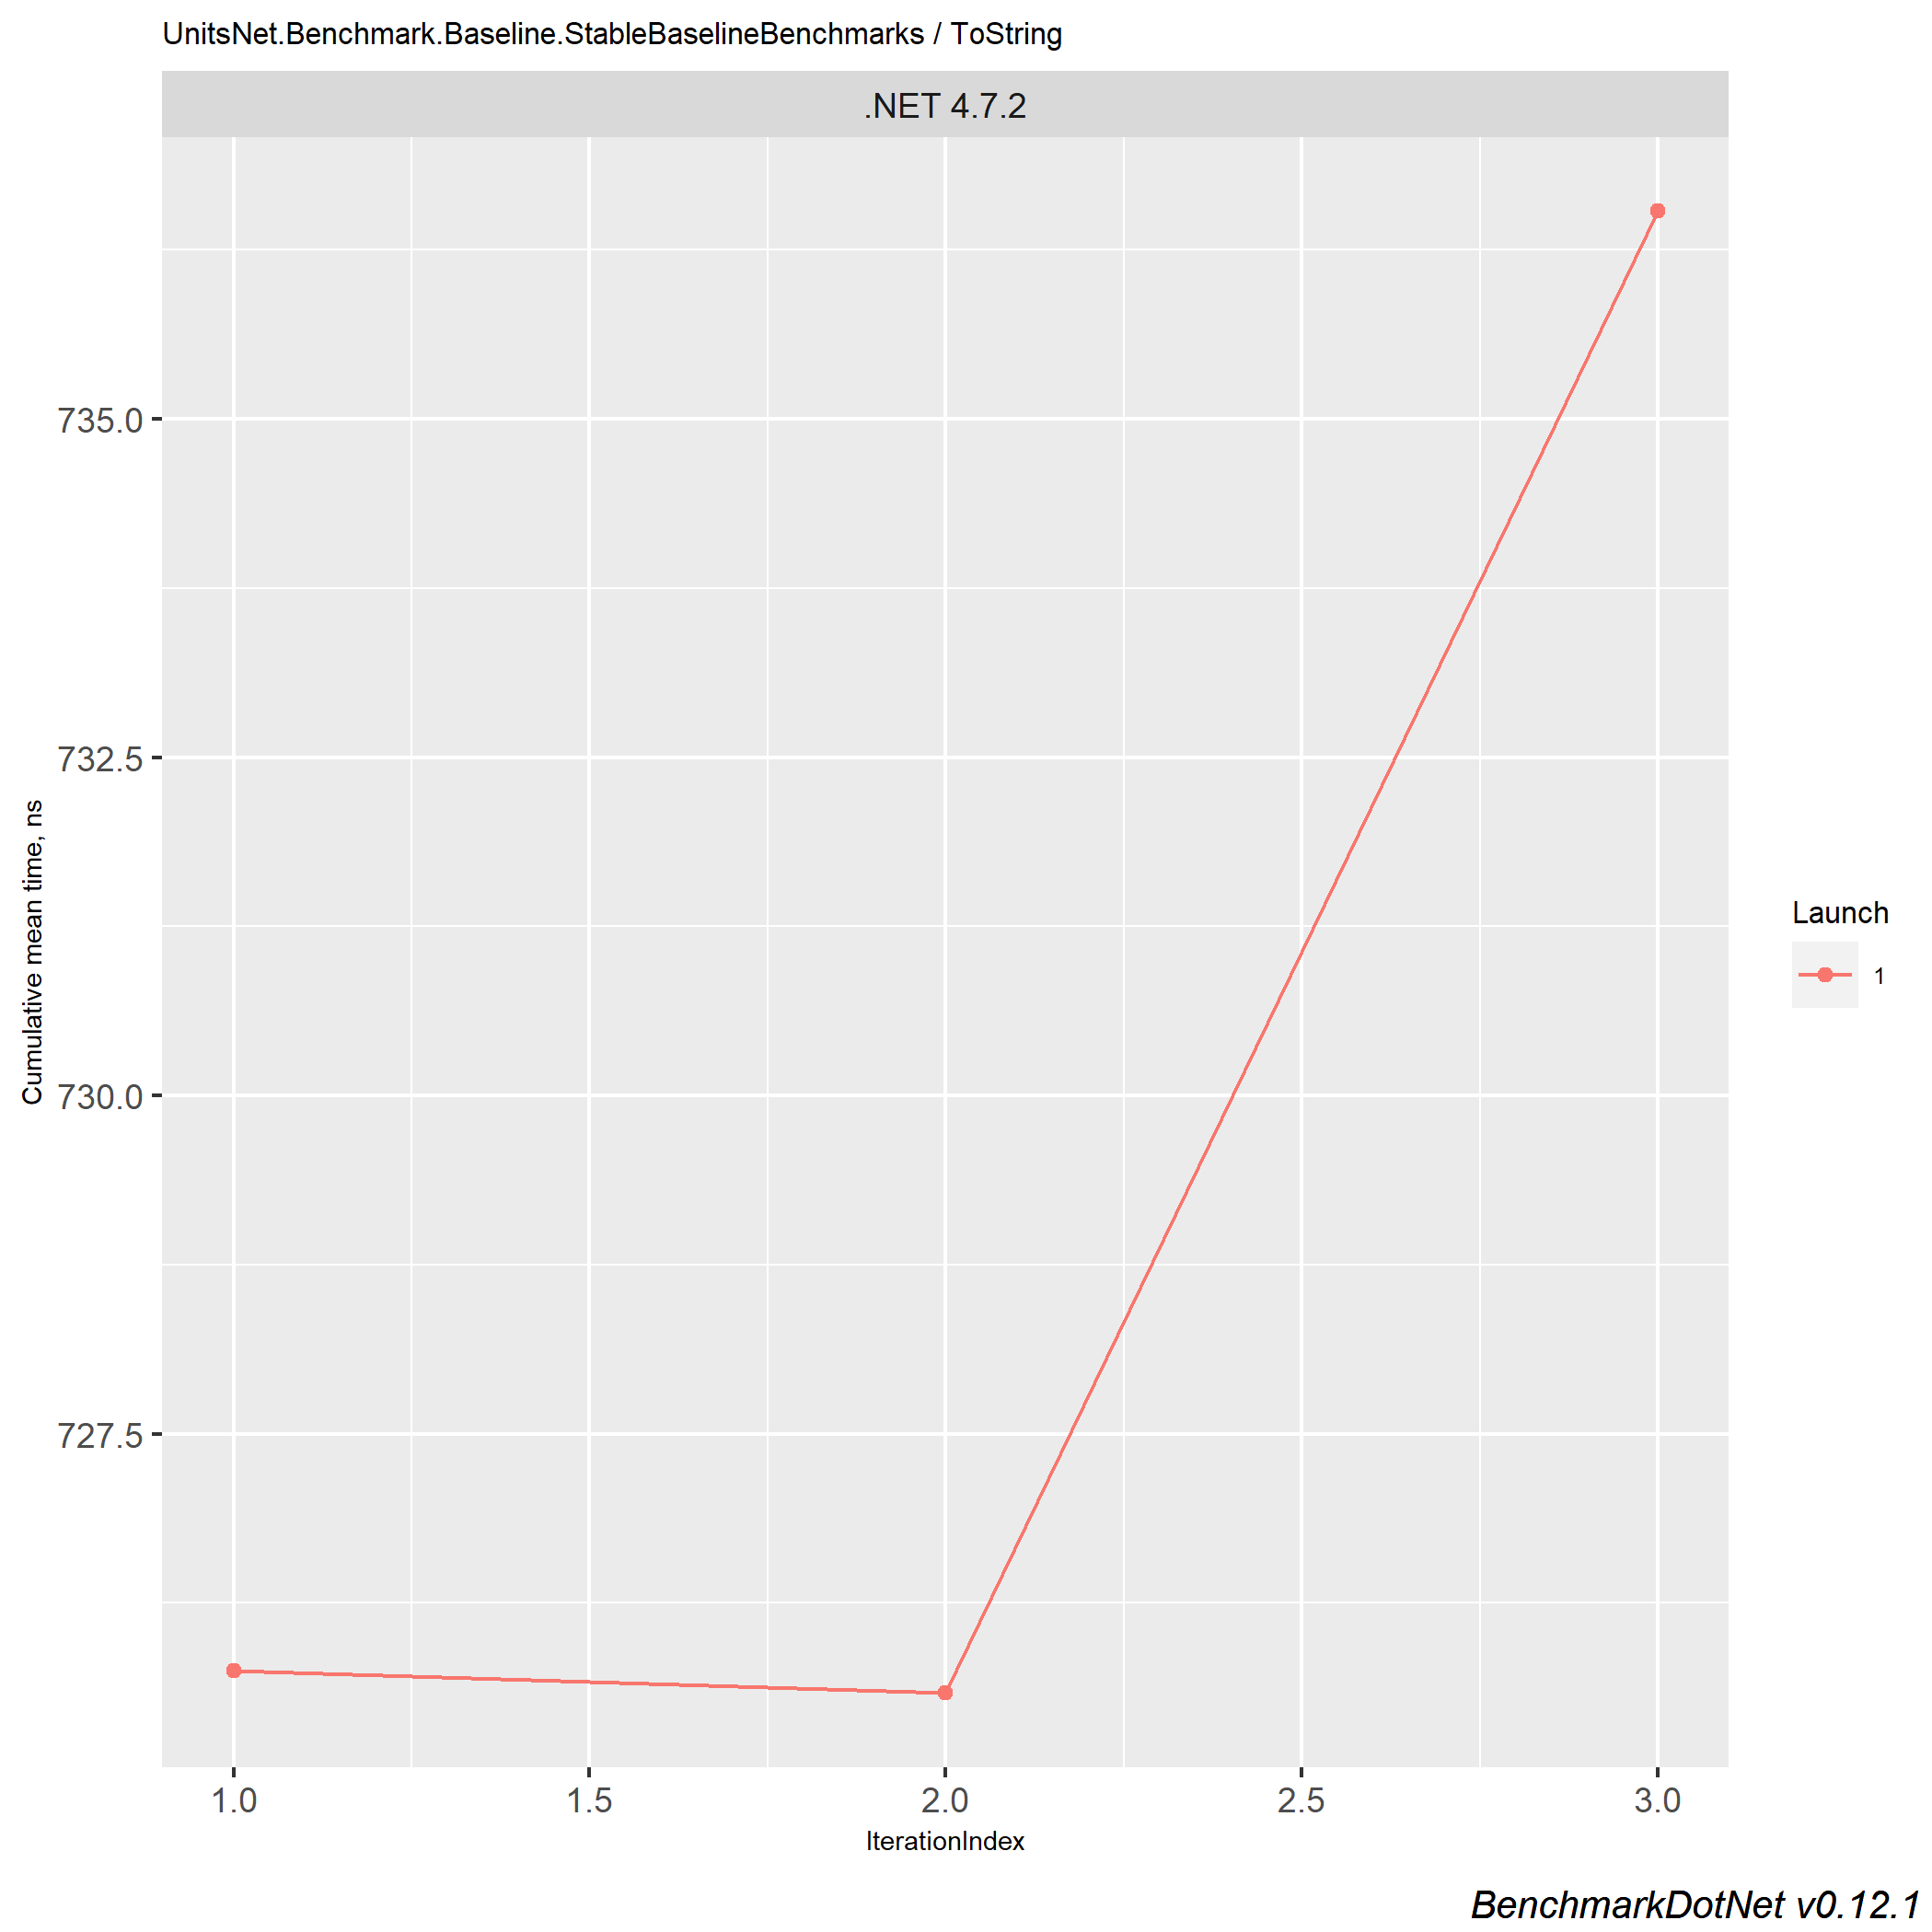 UnitsNet.Benchmark.Baseline.StableBaselineBenchmarks / ToString
.NET 4.7.2
Cumulative mean time, ns
735.0
732.5
730.0
727.5
1.0 1.5 2.0 2.5 3.0
IterationIndex
Launch
1
BenchmarkDotNet v0.12.1